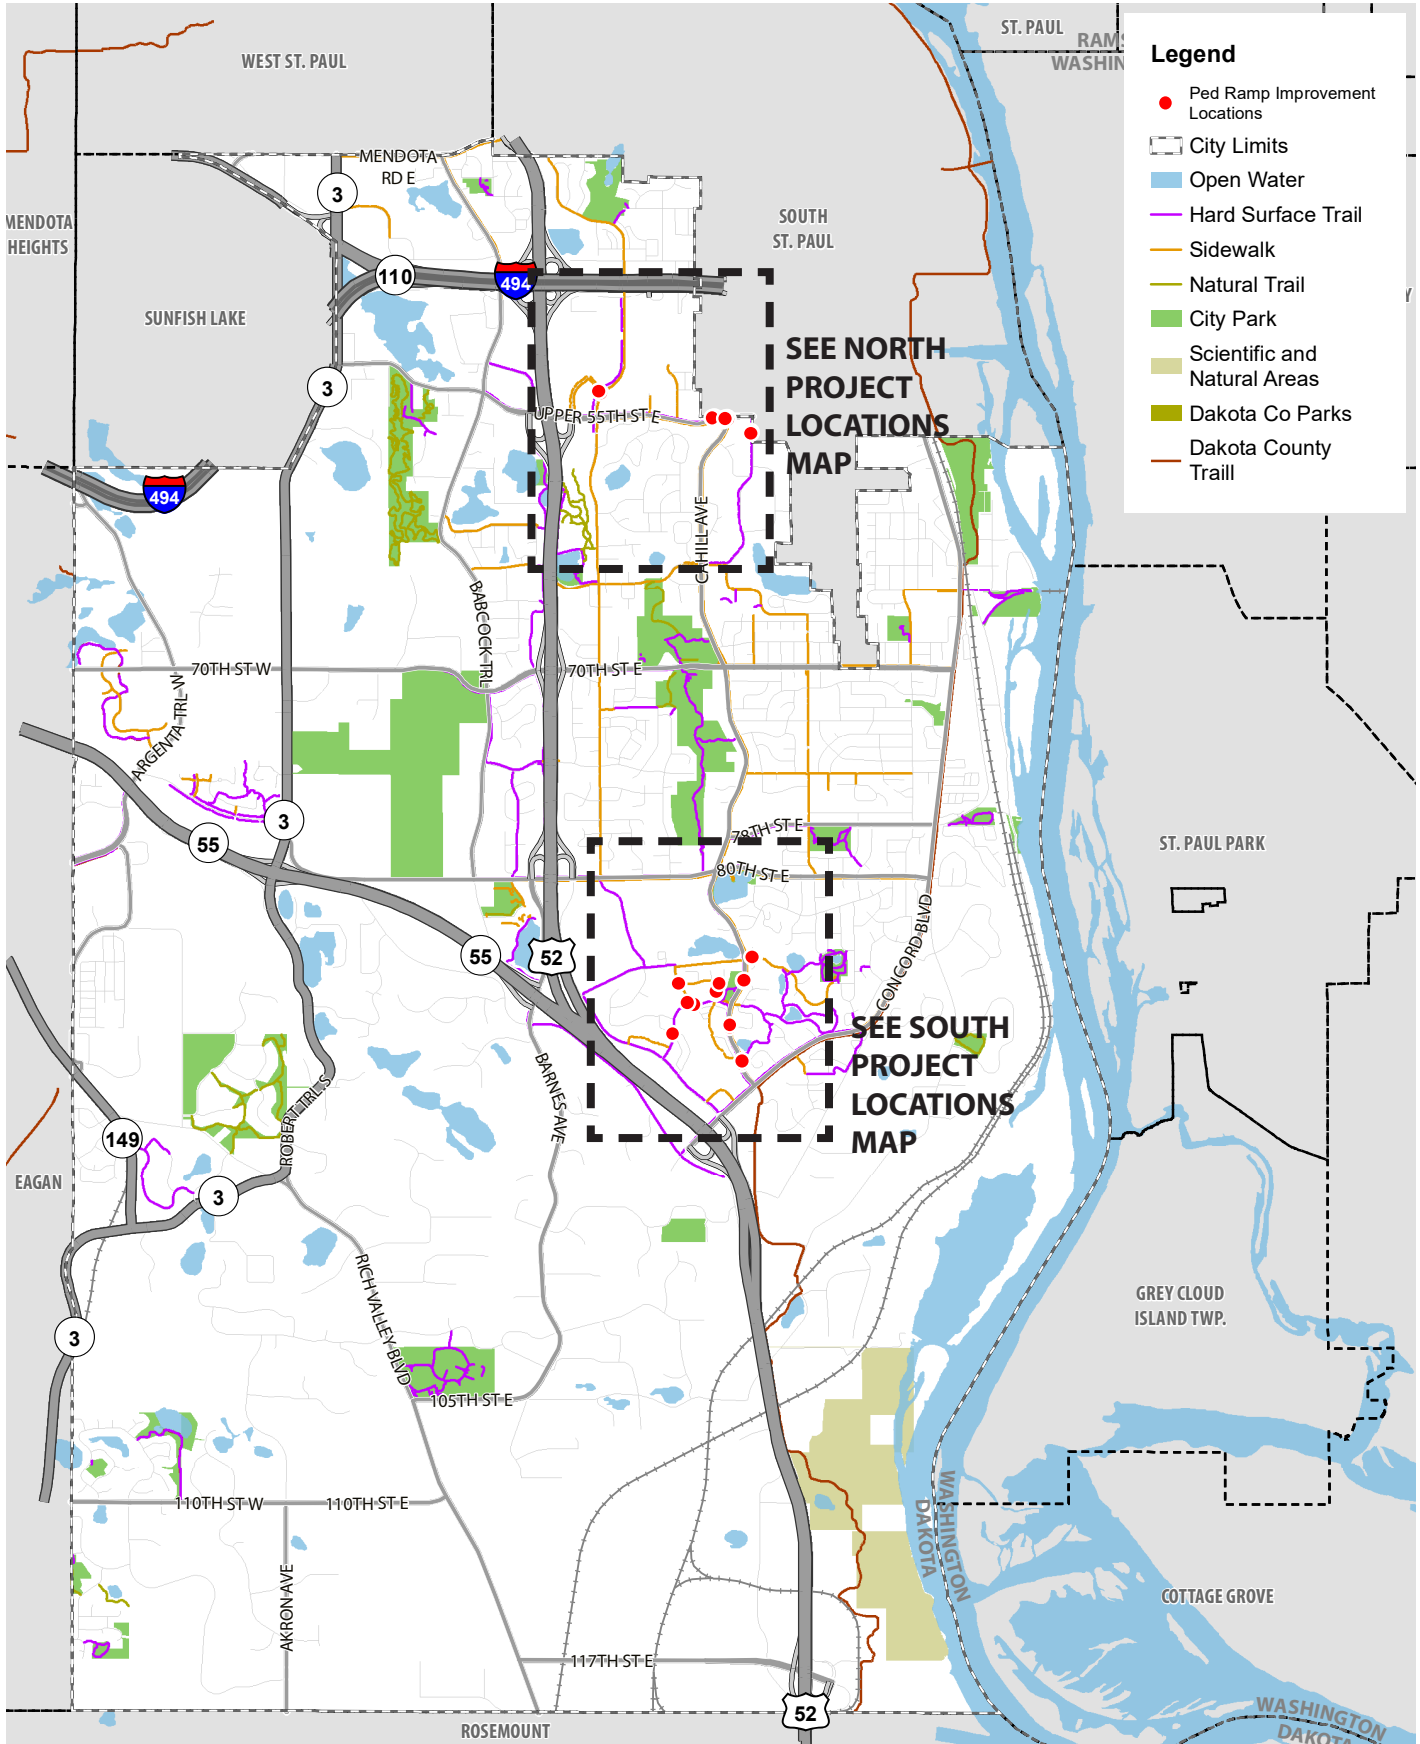 WEST ST. PAUL
ST. PAUL
RAMS
WASHIN
MENDOTA
RD E
3
MENDOTA
HEIGHTS
SOUTH
ST. PAUL
110
494
SUNFISH LAKE
3
SEE NORTH
PROJECT
LOCATIONS
MAP
UPPER 55TH ST E
494
CAHILL AVE
BABCOCK TRL
70TH ST W
70TH ST E
ARGENTA TRL W
3
55
78TH ST E
80TH ST E
ST. PAUL PARK
CONCORD BLVD
55
52
SEE SOUTH
PROJECT
LOCATIONS
MAP
BARNES AVE
ROBERT TRL S
149
EAGAN
3
RICH VALLEY BLVD
GREY CLOUD
ISLAND TWP.
3
105TH ST E
110TH ST W
110TH ST E
WASHINGTON
DAKOTA
AKRON AVE
COTTAGE GROVE
117TH ST E
52
ROSEMOUNT
WASHINGTON
DAKOTA
Legend
Ped Ramp Improvement
Locations
City Limits
Open Water
Hard Surface Trail
Sidewalk
Natural Trail
City Park
Scientific and
Natural Areas
Dakota Co Parks
Dakota County
Traill
Y